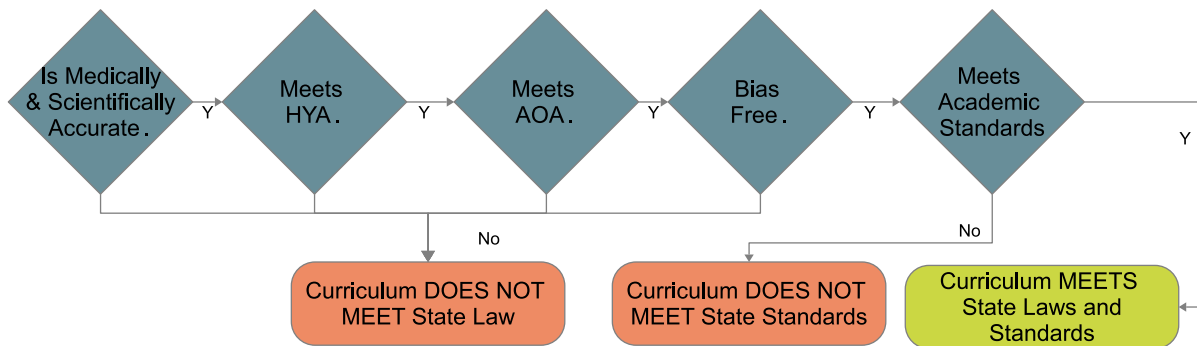 Is Medically
& Scientifically
Accurate.
Y
Meets
HYA.
Y
Meets
AOA.
Y
Bias
Free.
Y
Meets
Academic
Standards
Y
No
No
Curriculum DOES NOT
MEET State Law
Curriculum DOES NOT
MEET State Standards
Curriculum MEETS
State Laws and
Standards